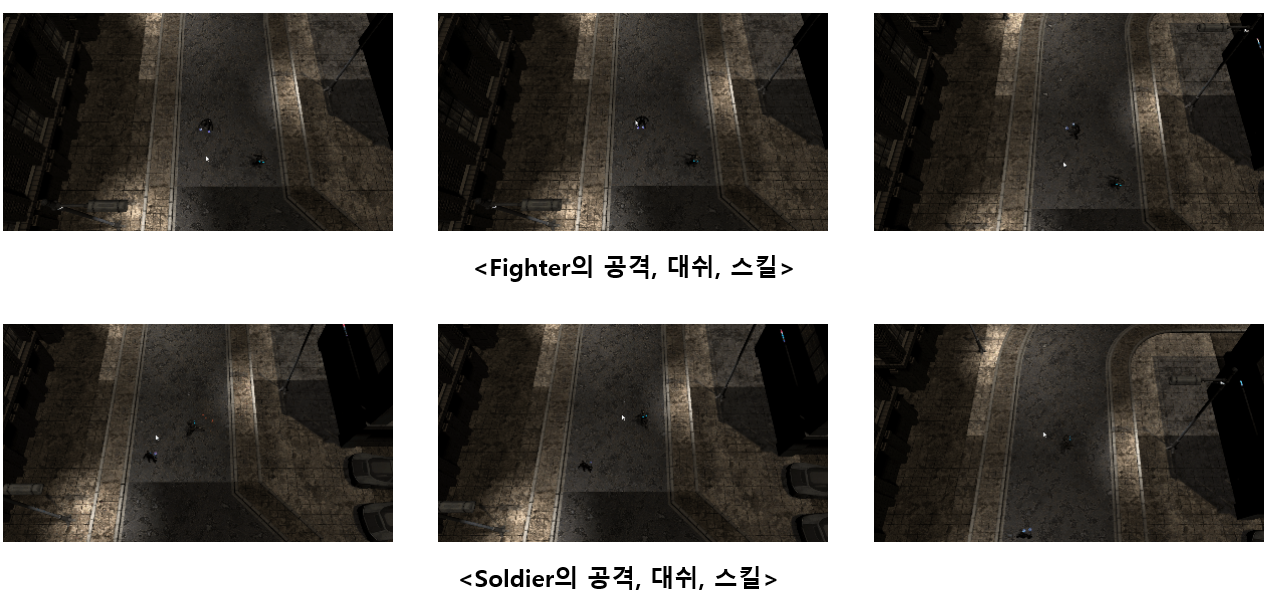 <Fighter의 공격, 대쉬, 스킬>
<Soldier의 공격, 대쉬, 스킬>